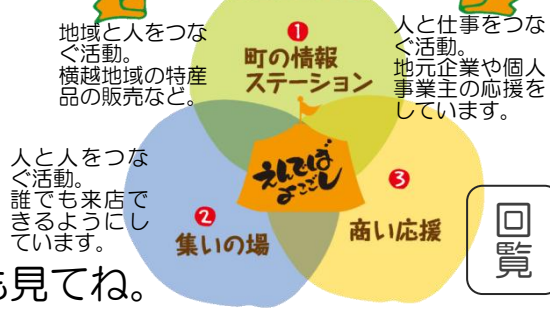 地域と人をつな
ぐ活動。
横越地域の特産
品の販売など。
❶
町の情報
ステーション
人と仕事をつな
ぐ活動。
地元企業や個人
事業主の応援を
しています。
人と人をつな
ぐ活動。
誰でも来店で
きるようにし
ています。
えんでば
よこごし
❷
集いの場
❸
商い応援
回
覧
も見てね。